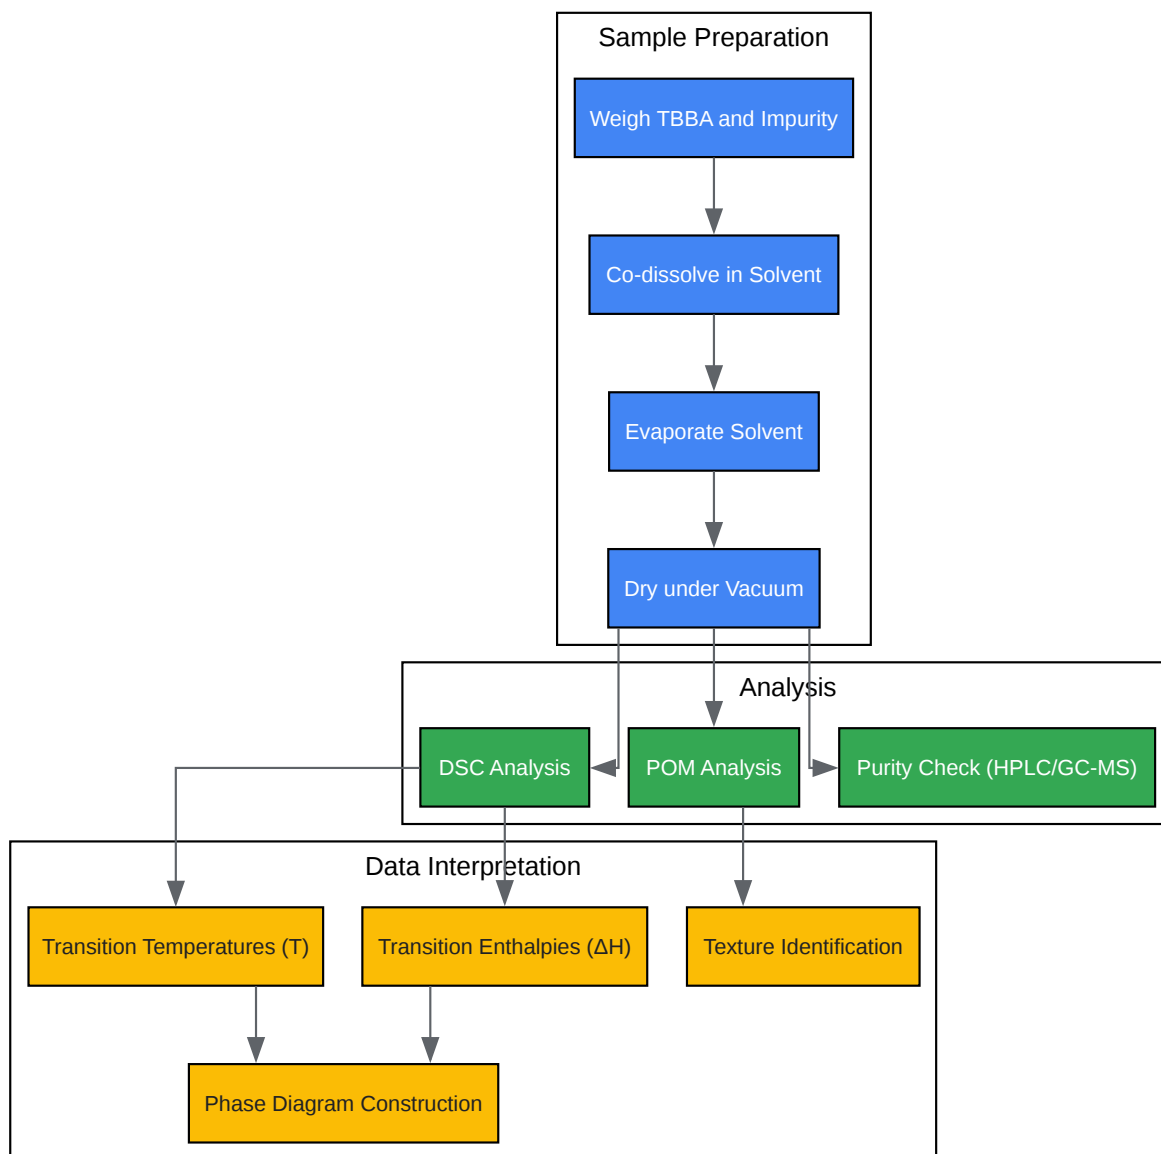 Sample Preparation
Weigh TBBA and Impurity
Co-dissolve in Solvent
Evaporate Solvent
Dry under Vacuum
Analysis
DSC Analysis
POM Analysis
Purity Check (HPLC/GC-MS)
Data Interpretation
Transition Temperatures (T)
Transition Enthalpies (ΔH)
Texture Identification
Phase Diagram Construction